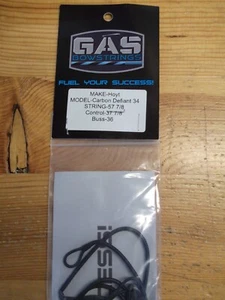 GAS
BOWSTRINGS
FUEL YOUR SUCCESS!
MAKE-Hoyt
MODEL-Carbon Defiant 34
STRING-57 7/8
Control-37 7/8
Buss-36